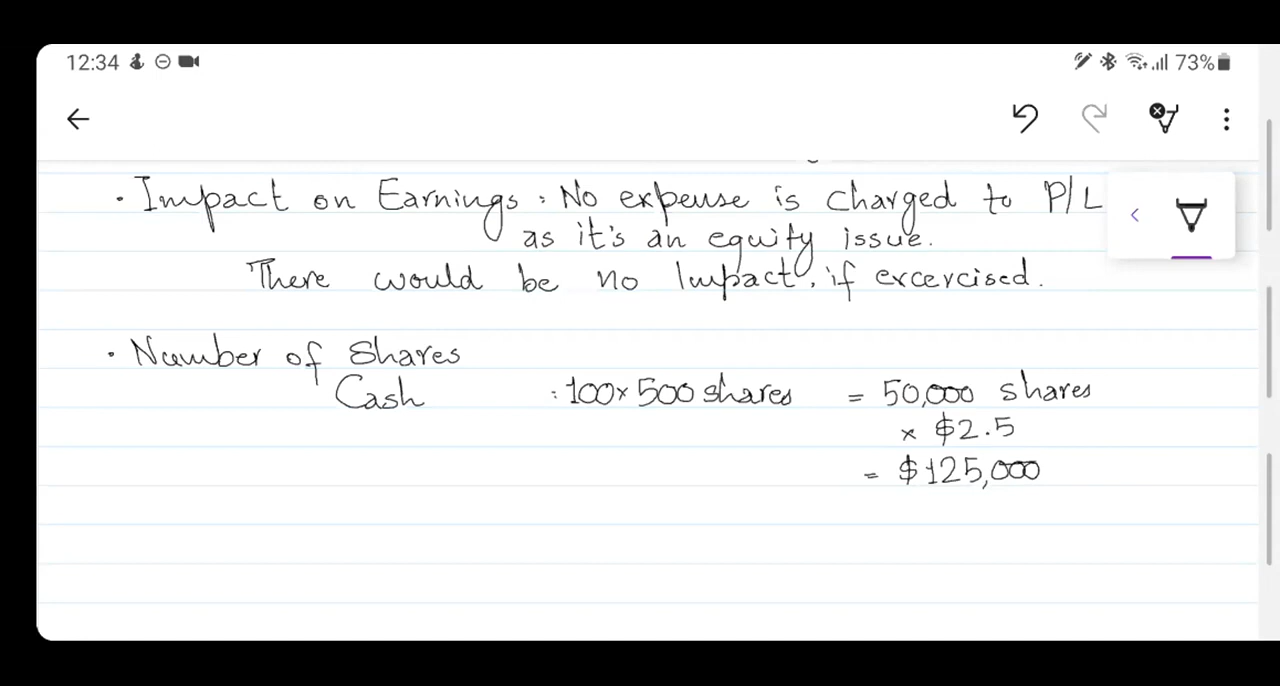 12:34 73%
· Impact on Earnings : No expense is charged to P/L
as it's an equity issue.
There would be no Impact, if excercised.
· Number of Shares
Cash : 100 x 500 shares = 50,000 shares
x $2.5
= $125,000